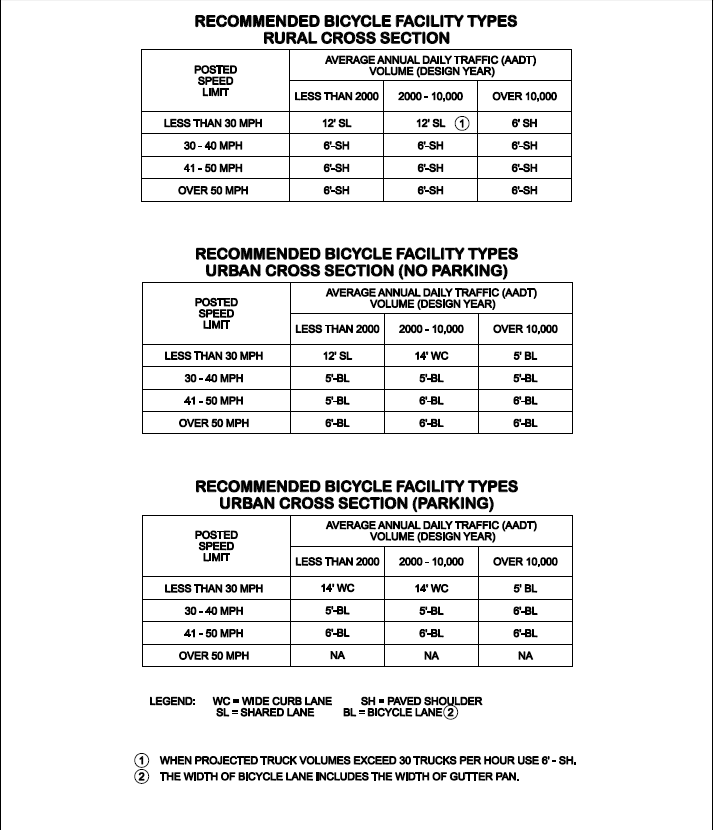 RECOMMENDED BICYCLE FACILITY TYPES
RURAL CROSS SECTION
POSTED SPEED LIMIT
AVERAGE ANNUAL DAILY TRAFFIC (AADT)
VOLUME (DESIGN YEAR)
LESS THAN 2000 2000 - 10,000 OVER 10,000
LESS THAN 30 MPH 12' SL 12' SL ① 6' SH
30 - 40 MPH 6'-SH 6'-SH 6'-SH
41 - 50 MPH 6'-SH 6'-SH 6'-SH
OVER 50 MPH 6'-SH 6'-SH 6'-SH
RECOMMENDED BICYCLE FACILITY TYPES
URBAN CROSS SECTION (NO PARKING)
POSTED SPEED LIMIT
AVERAGE ANNUAL DAILY TRAFFIC (AADT)
VOLUME (DESIGN YEAR)
LESS THAN 2000 2000 - 10,000 OVER 10,000
LESS THAN 30 MPH 12' SL 14' WC 5' BL
30 - 40 MPH 5'-BL 5'-BL 5'-BL
41 - 50 MPH 5'-BL 6'-BL 6'-BL
OVER 50 MPH 6'-BL 6'-BL 6'-BL
RECOMMENDED BICYCLE FACILITY TYPES
URBAN CROSS SECTION (PARKING)
POSTED SPEED LIMIT
AVERAGE ANNUAL DAILY TRAFFIC (AADT)
VOLUME (DESIGN YEAR)
LESS THAN 2000 2000 - 10,000 OVER 10,000
LESS THAN 30 MPH 14' WC 14' WC 5' BL
30 - 40 MPH 5'-BL 5'-BL 6'-BL
41 - 50 MPH 6'-BL 6'-BL 6'-BL
OVER 50 MPH NA NA NA
LEGEND: WC = WIDE CURB LANE SH = PAVED SHOULDER
SL = SHARED LANE BL = BICYCLE LANE ②
① WHEN PROJECTED TRUCK VOLUMES EXCEED 30 TRUCKS PER HOUR USE 6' - SH.
② THE WIDTH OF BICYCLE LANE INCLUDES THE WIDTH OF GUTTER PAN.